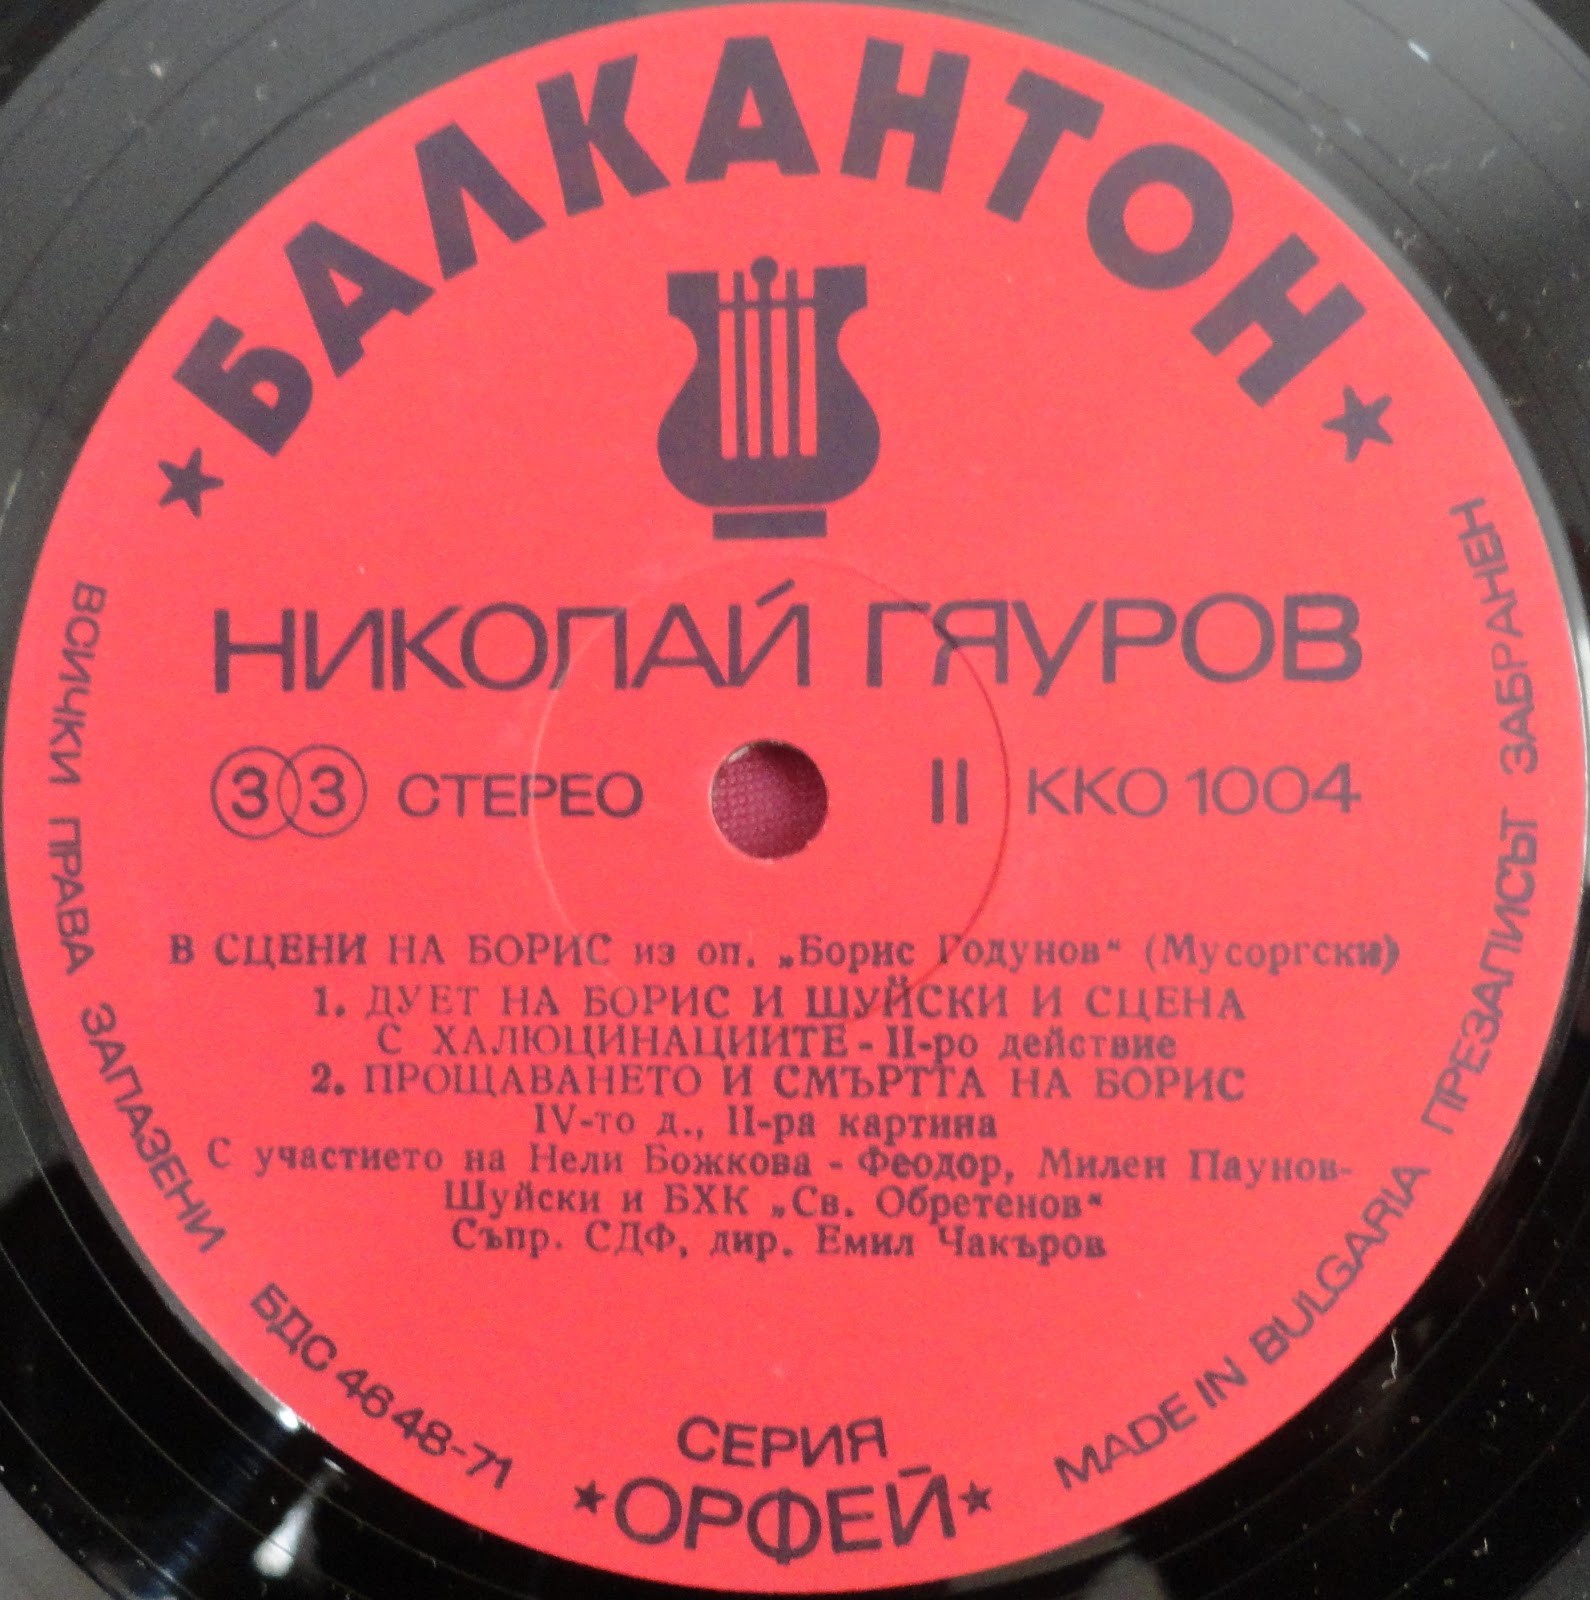 ★ БАЛКАНТОН ★
НИКОЛАЙ ГЯУРОВ
33 СТЕРЕО
II ККО 1004
В СЦЕНИ НА БОРИС из оп. „Борис Годунов“ (Мусоргски)
1. ДУЕТ НА БОРИС И ШУЙСКИ И СЦЕНА
С ХАЛЮЦИНАЦИИТЕ - II-ро действие
2. ПРОЩАВАНЕТО И СМЪРТТА НА БОРИС
IV-то д., II-ра картина
С участието на Нели Божкова - Феодор, Милен Паунов-
Шуйски и БХК „Св. Обретенов“
Съпр. СДФ, дир. Емил Чакъров
СЕРИЯ
★ ОРФЕЙ ★
ВСИЧКИ ПРАВА ЗАПАЗЕНИ БДС 4648-71
MADE IN BULGARIA ПРЕЗАПИСЪТ ЗАБРАНЕН